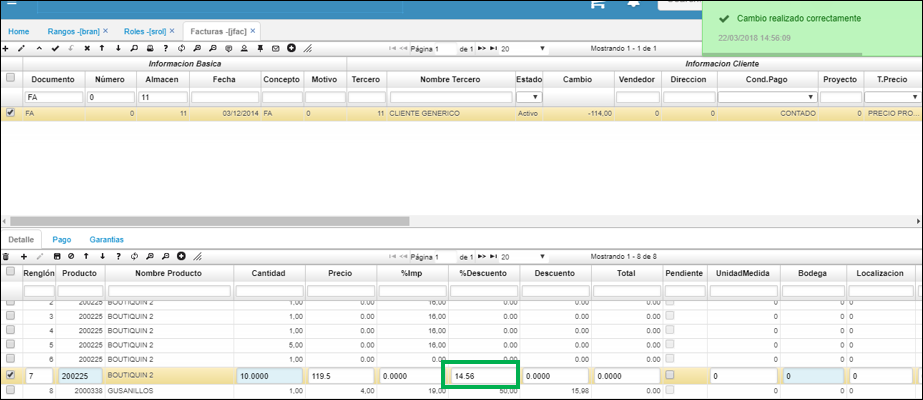 ✓ Cambio realizado correctamente
22/03/2018 14:56:09
Home Rangos -[bran] ✕ Roles -[srol] ✕ Facturas -[jfac] ✕
Página 1 de 1 20 Mostrando 1 - 1 de 1
Informacion Basica Informacion Cliente
Documento Número Almacen Fecha Concepto Motivo Tercero Nombre Tercero Estado Cambio Vendedor Direccion Cond.Pago Proyecto T.Precio
FA 0 11
FA 0 11 03/12/2014 FA 0 11 CLIENTE GENERICO Activo -114,00 0 0 CONTADO 0 PRECIO PRO...
Detalle Pago Garantias
Página 1 de 1 20 Mostrando 1 - 8 de 8
Renglón Producto Nombre Producto Cantidad Precio %Imp %Descuento Descuento Total Pendiente UnidadMedida Bodega Localizacion
2 200225 BOUTIQUIN 2 1,00 0.00 16,00 0.00 0,00 0.00 0 0 0
3 200225 BOUTIQUIN 2 1,00 0.00 16,00 0.00 0,00 0.00 0 0 0
4 200225 BOUTIQUIN 2 1,00 0.00 16,00 0.00 0,00 0.00 0 0 0
5 200225 BOUTIQUIN 2 5,00 0.00 16,00 0.00 0,00 0.00 0 0 0
6 200225 BOUTIQUIN 2 1,00 0.00 0.00 0.00 0,00 0.00 0 0 0
7 200225 BOUTIQUIN 2 10.0000 119.5 0.0000 14.56 0.0000 0.0000 0 0 0
8 2000338 GUSANILLOS 1,00 4,00 19,00 50,00 15,98 0.00 0 0 0